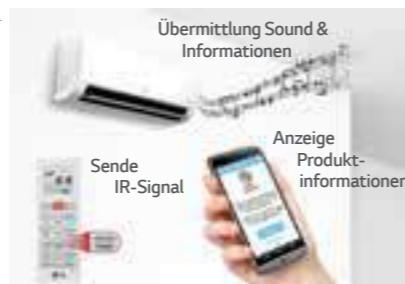 Übermittlung Sound &
Informationen
Sende
IR-Signal
Anzeige
Produkt-
informationen